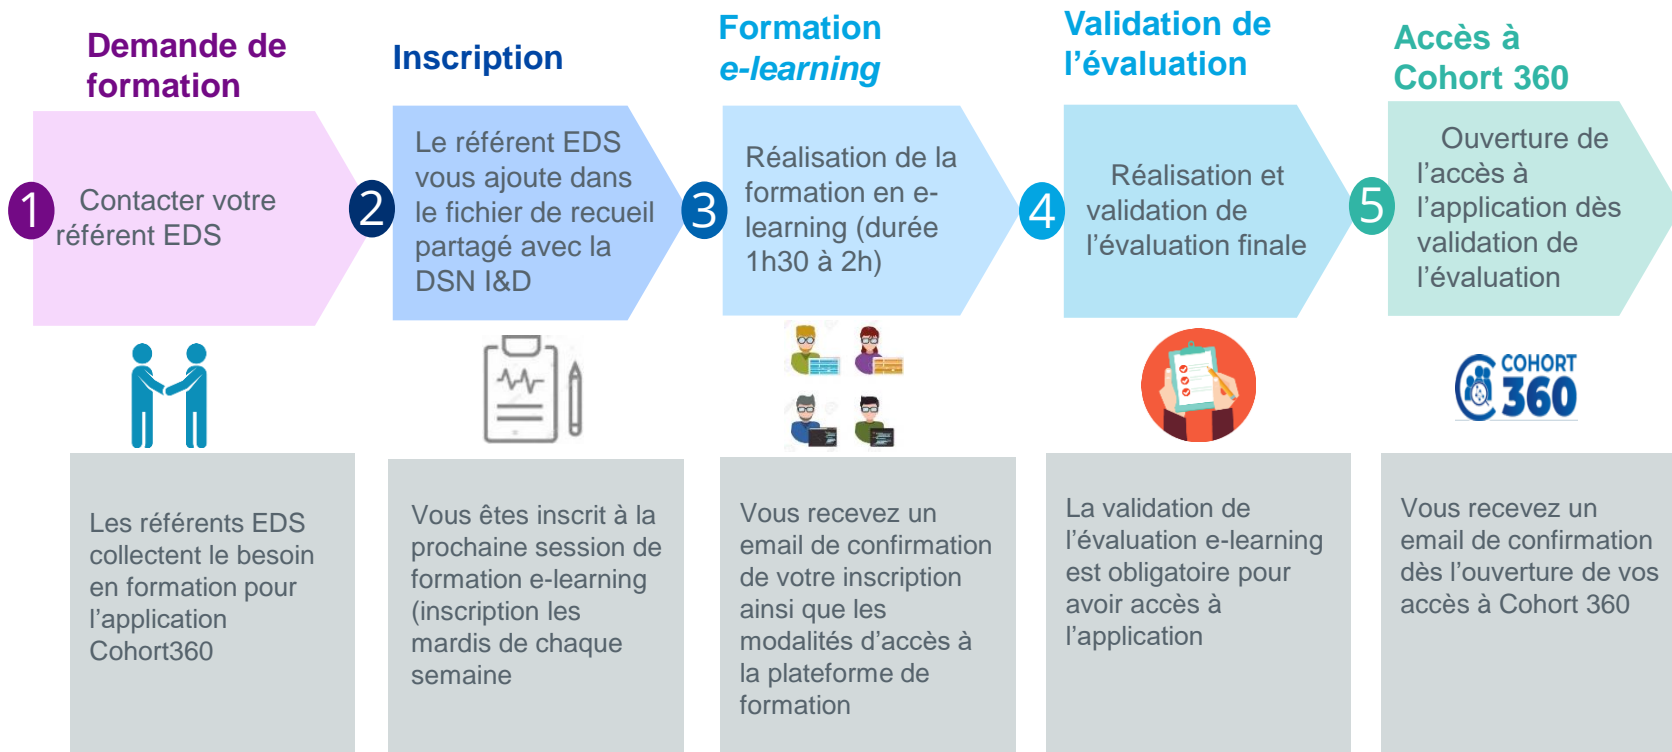 Demande de
formation
1
Contacter votre
référent EDS
Les référents EDS
collectent le besoin
en formation pour
l’application
Cohort360
Inscription
2
Le référent EDS
vous ajoute dans
le fichier de recueil
partagé avec la
DSN I&D
Vous êtes inscrit à la
prochaine session de
formation e-learning
(inscription les
mardis de chaque
semaine
Formation
e-learning
3
Réalisation de la
formation en e-
learning (durée
1h30 à 2h)
Vous recevez un
email de confirmation
de votre inscription
ainsi que les
modalités d’accès à
la plateforme de
formation
Validation de
l’évaluation
4
Réalisation et
validation de
l’évaluation finale
La validation de
l’évaluation e-learning
est obligatoire pour
avoir accès à
l’application
Accès à
Cohort 360
5
Ouverture de
l’accès à
l’application dès
validation de
l’évaluation
COHORT
360
Vous recevez un
email de confirmation
dès l’ouverture de vos
accès à Cohort 360